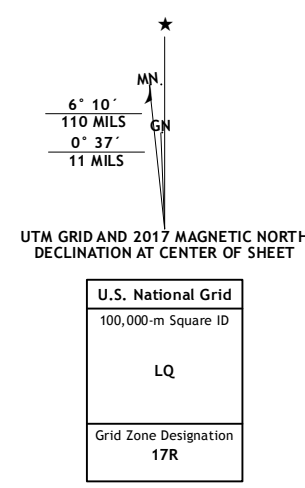 ★
MN
6° 10´
110 MILS
GN
0° 37´
11 MILS
UTM GRID AND 2017 MAGNETIC NORTH
DECLINATION AT CENTER OF SHEET
U.S. National Grid
100,000-m Square ID
LQ
Grid Zone Designation
17R